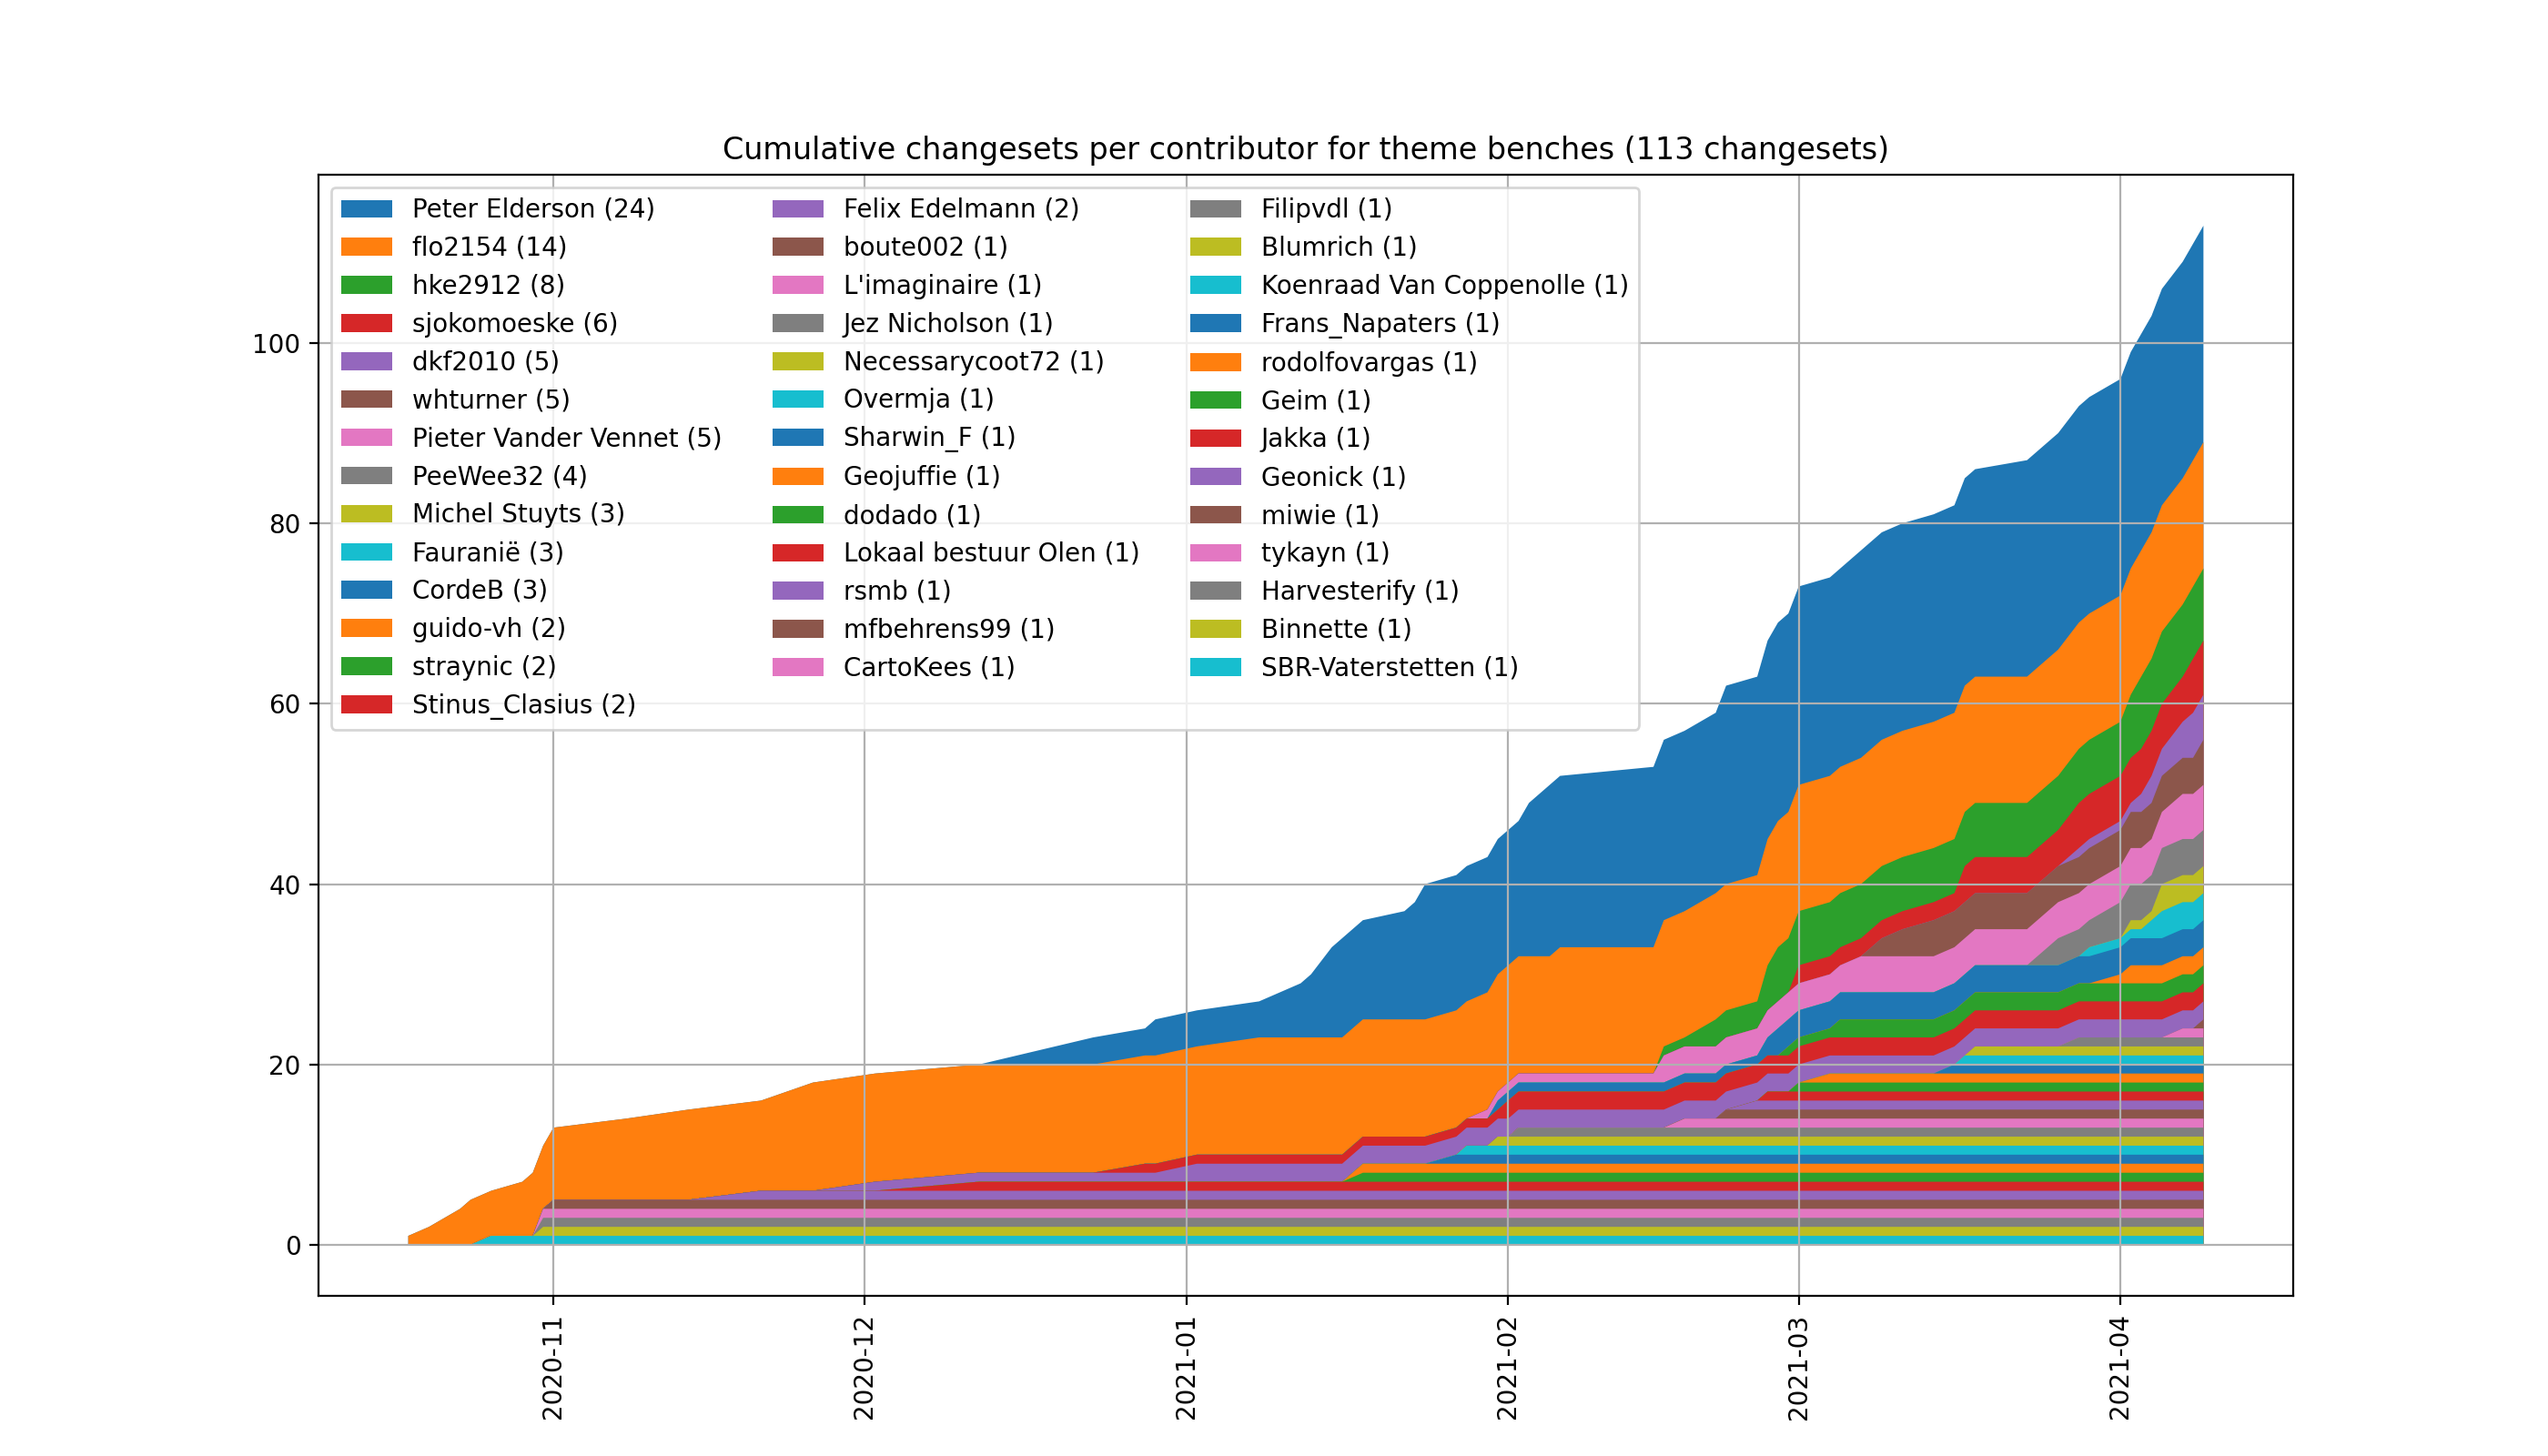 Cumulative changesets per contributor for theme benches (113 changesets)
Peter Elderson (24)
flo2154 (14)
hke2912 (8)
sjokomoeske (6)
dkf2010 (5)
whturner (5)
Pieter Vander Vennet (5)
PeeWee32 (4)
Michel Stuyts (3)
Fauranië (3)
CordeB (3)
guido-vh (2)
straynic (2)
Stinus_Clasius (2)
Felix Edelmann (2)
boute002 (1)
L'imaginaire (1)
Jez Nicholson (1)
Necessarycoot72 (1)
Overmja (1)
Sharwin_F (1)
Geojuffie (1)
dodado (1)
Lokaal bestuur Olen (1)
rsmb (1)
mfbehrens99 (1)
CartoKees (1)
Filipvdl (1)
Blumrich (1)
Koenraad Van Coppenolle (1)
Frans_Napaters (1)
rodolfovargas (1)
Geim (1)
Jakka (1)
Geonick (1)
miwie (1)
tykayn (1)
Harvesterify (1)
Binnette (1)
SBR-Vaterstetten (1)
100
80
60
40
20
0
2020-11
2020-12
2021-01
2021-02
2021-03
2021-04